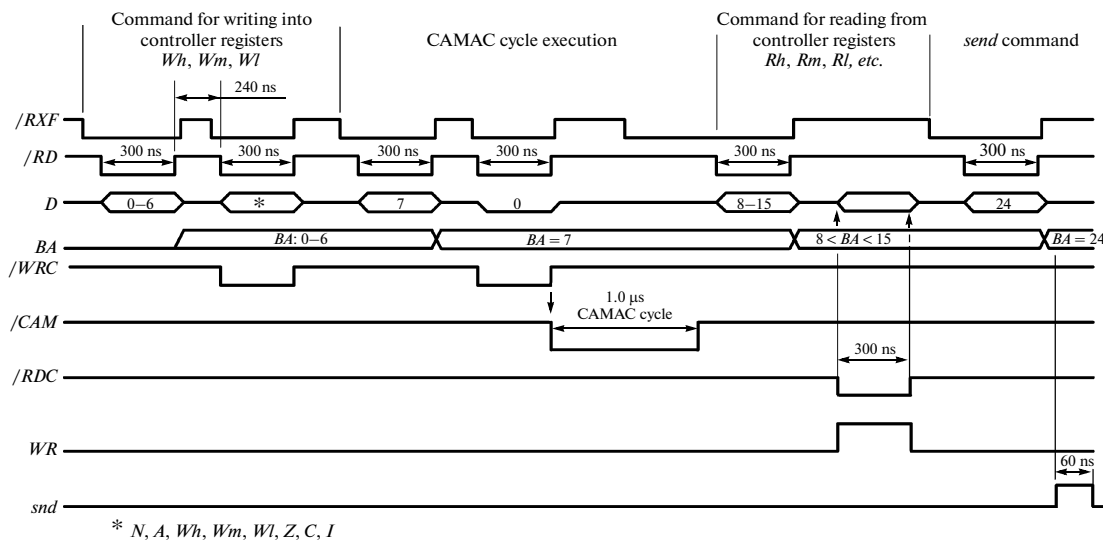 Command for writing into
controller registers
Wh, Wm, Wl
CAMAC cycle execution
Command for reading from
controller registers
Rh, Rm, Rl, etc.
send command
240 ns
/RXF
/RD
300 ns
300 ns
300 ns
300 ns
300 ns
300 ns
D
0–6
*
7
0
8–15
24
BA
BA: 0–6
BA = 7
8 < BA < 15
BA = 24
/WRC
1.0 μs
CAMAC cycle
/CAM
300 ns
/RDC
WR
60 ns
snd
* N, A, Wh, Wm, Wl, Z, C, I